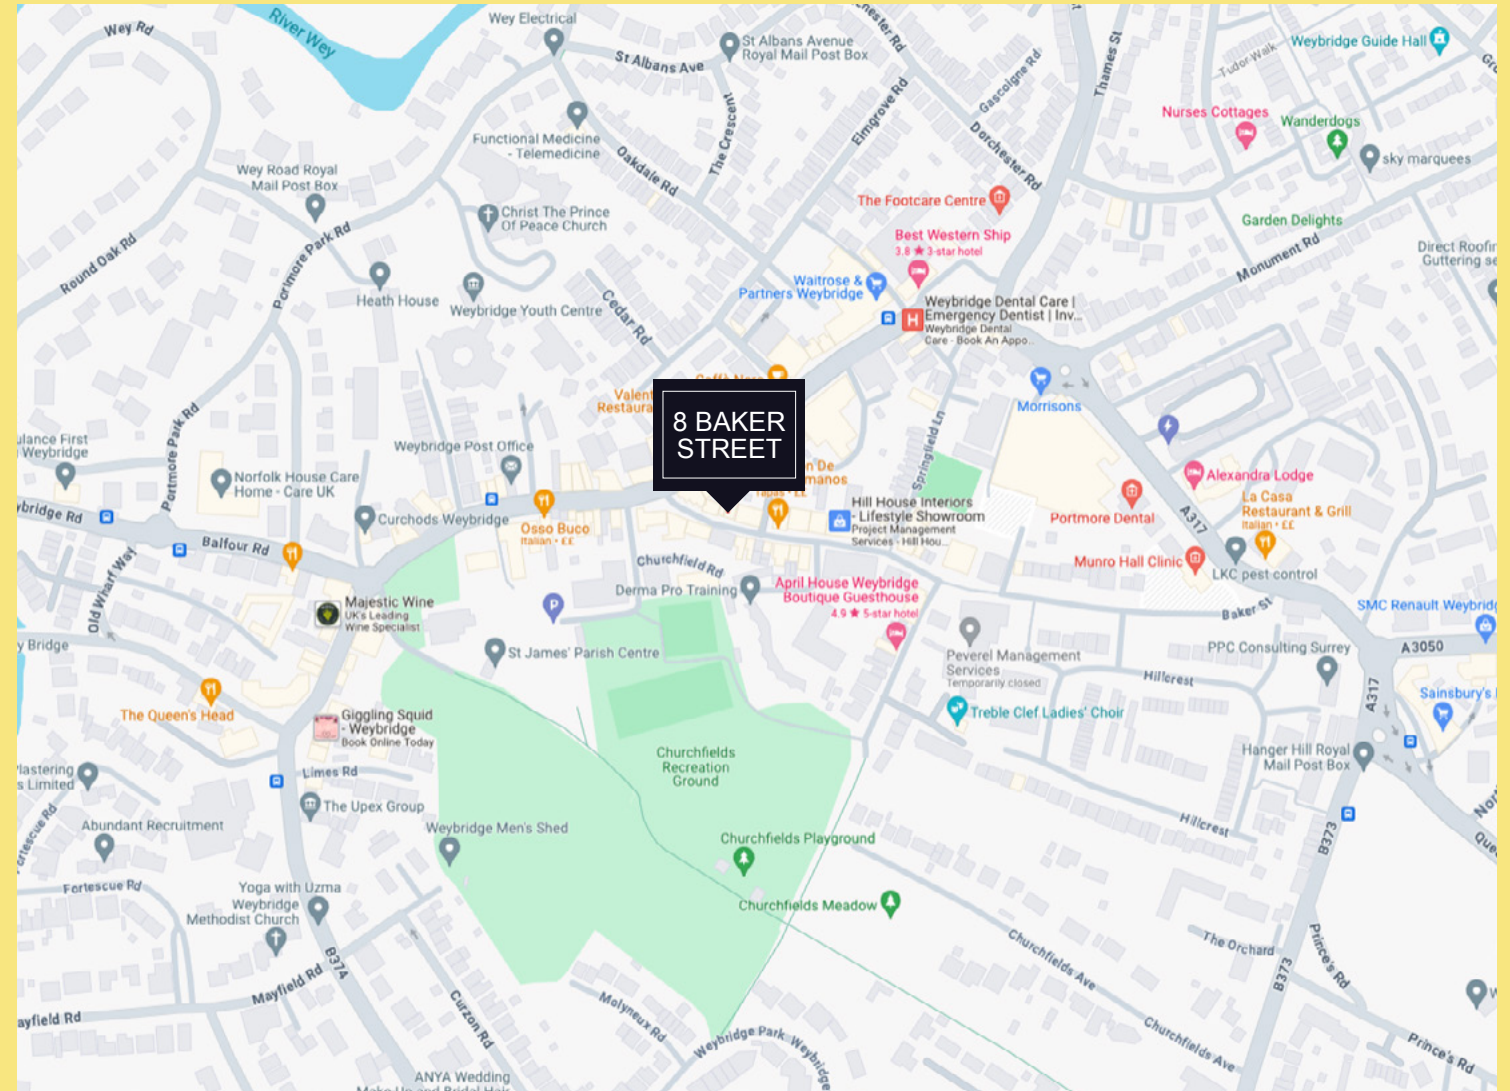 Wey Rd
River Wey
Wey Electrical
St Albans Ave
St Albans Avenue
Royal Mail Post Box
Thames St
Tudor Walk
Weybridge Guide Hall
Gascoigne Rd
Elmgrove Rd
The Crescent
Functional Medicine
- Telemedicine
Oakdale Rd
Dorchester Rd
Nurses Cottages
Wanderdogs
sky marquees
Wey Road Royal
Mail Post Box
Christ The Prince
Of Peace Church
The Footcare Centre
Garden Delights
Monument Rd
Best Western Ship
3.8 ★ 3-star hotel
Round Oak Rd
Portmore Park Rd
Heath House
Weybridge Youth Centre
Cedar Rd
Waitrose &
Partners Weybridge
Weybridge Dental Care |
Emergency Dentist | Inv...
Weybridge Dental
Care - Book An Appo...
Morrisons
8 BAKER
STREET
Portmore Park Rd
Weybridge Post Office
Springfield Ln
Norfolk House Care
Home - Care UK
Curchods Weybridge
Osso Buco
Italian • ££
Hill House Interiors
- Lifestyle Showroom
Project Management
Services - Hill Hou...
Portmore Dental
Alexandra Lodge
La Casa
Restaurant & Grill
Italian • ££
A317
Balfour Rd
Old Wharf Way
Churchfield Rd
Derma Pro Training
April House Weybridge
Boutique Guesthouse
4.9 ★ 5-star hotel
Munro Hall Clinic
LKC pest control
Baker St
Majestic Wine
UK's Leading
Wine Specialist
P
St James' Parish Centre
Peverel Management
Services
Temporarily closed
PPC Consulting Surrey
A3050
Hillcrest
A317
The Queen's Head
Giggling Squid
- Weybridge
Book Online Today
Treble Clef Ladies' Choir
Limes Rd
Churchfields
Recreation
Ground
Hanger Hill Royal
Mail Post Box
The Upex Group
Abundant Recruitment
Weybridge Men's Shed
Churchfields Playground
Hillcrest
B373
Fortescue Rd
Yoga with Uzma
Weybridge
Methodist Church
Churchfields Meadow
B374
Mayfield Rd
Curzon Rd
Molyneux Rd
Weybridge Park
Weybridge
Churchfields Ave
The Orchard
B373
Prince's Rd
Churchfields Ave
Prince's Rd
ANYA Wedding